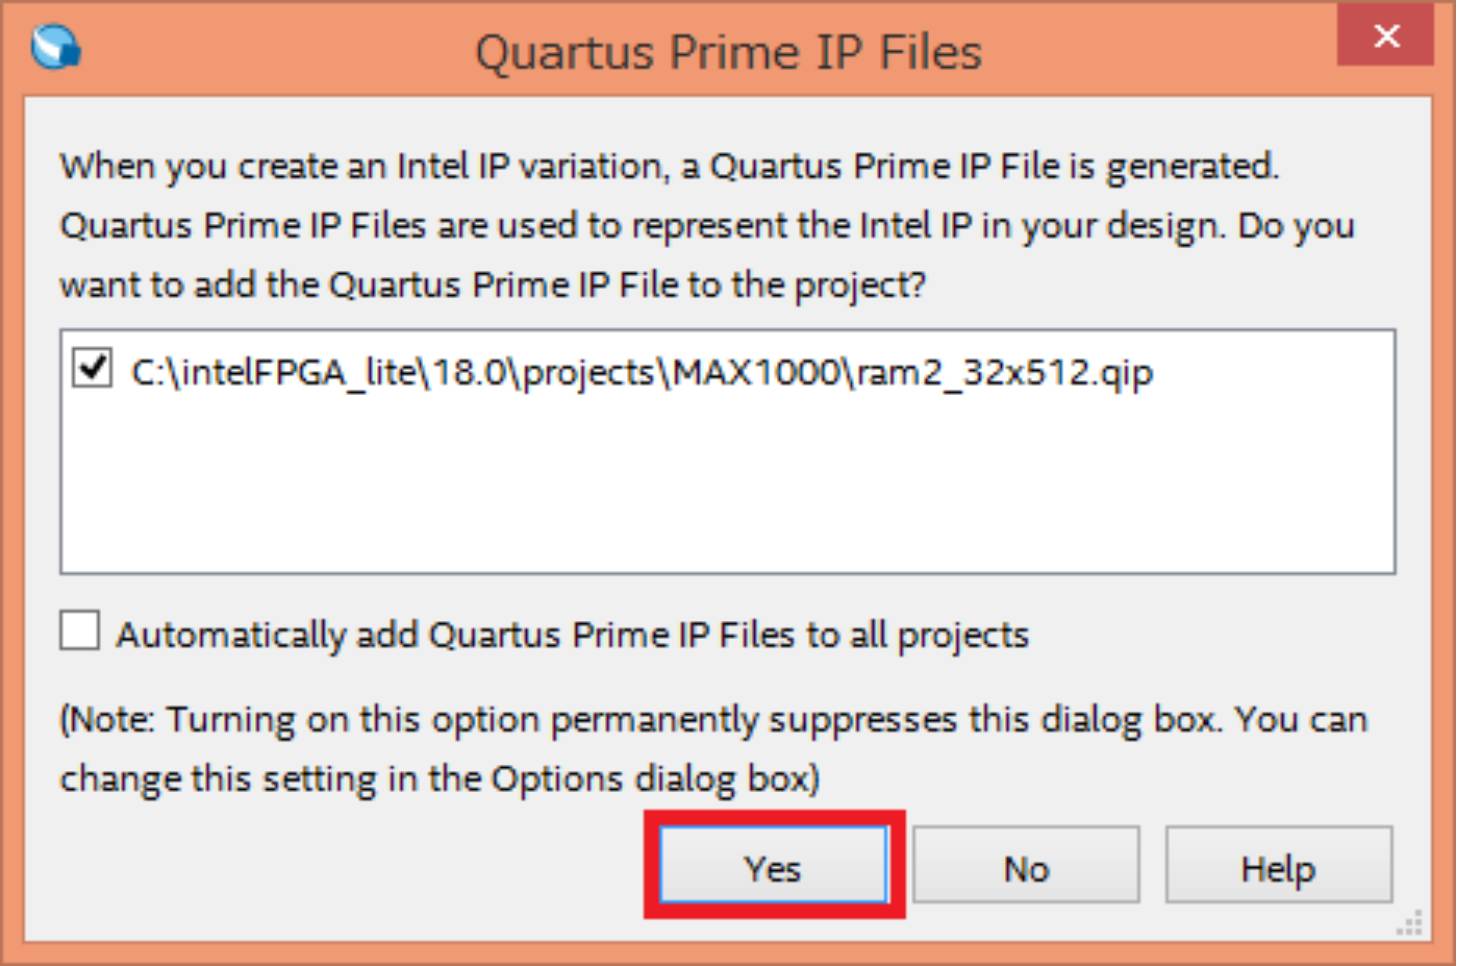 Quartus Prime IP Files
When you create an Intel IP variation, a Quartus Prime IP File is generated.
Quartus Prime IP Files are used to represent the Intel IP in your design. Do you
want to add the Quartus Prime IP File to the project?
C:\intelFPGA_lite\18.0\projects\MAX1000\ram2_32x512.qip
Automatically add Quartus Prime IP Files to all projects
(Note: Turning on this option permanently suppresses this dialog box. You can
change this setting in the Options dialog box)
Yes No Help